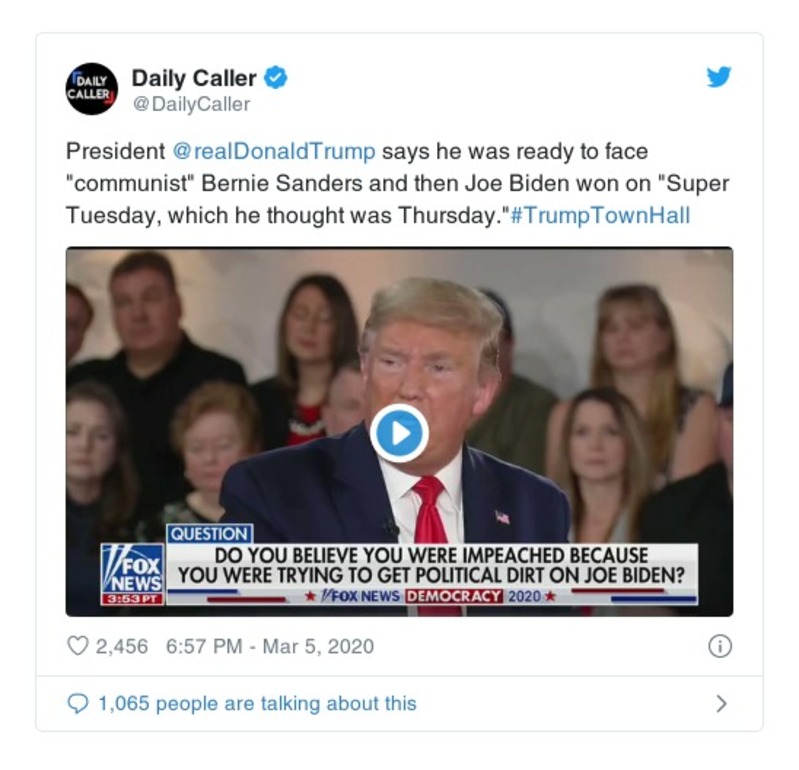 DAILY CALLER
Daily Caller
@DailyCaller
President @realDonaldTrump says he was ready to face
"communist" Bernie Sanders and then Joe Biden won on "Super
Tuesday, which he thought was Thursday."#TrumpTownHall
QUESTION
DO YOU BELIEVE YOU WERE IMPEACHED BECAUSE
YOU WERE TRYING TO GET POLITICAL DIRT ON JOE BIDEN?
FOX
NEWS
3:53 PT
FOX NEWS DEMOCRACY 2020
2,456 6:57 PM - Mar 5, 2020
1,065 people are talking about this